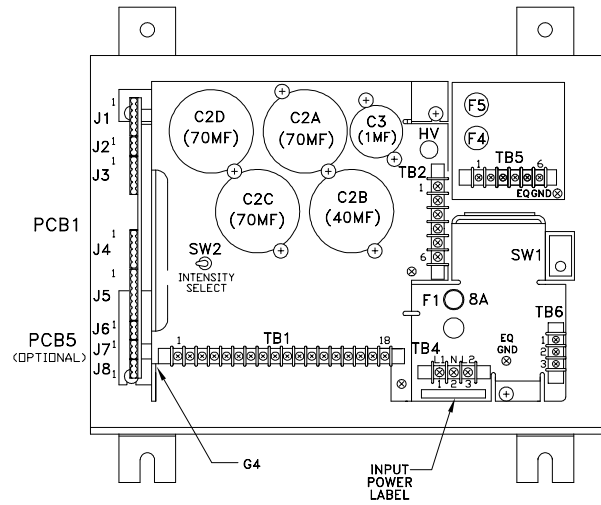 C2D
(70MF)
C2A
(70MF)
C3
(1MF)
HV
F5
F4
J1 1
J2 1
J3 1
TB2
1
6
1 TB5 6
EQ GND
C2C
(70MF)
C2B
(40MF)
PCB1
J4 1
SW2
INTENSITY
SELECT
SW1
J5 1
F1 8A
J6 1
PCB5
(OPTIONAL)
J7 1
J8 1
1 TB1 18
TB4
L1 N L2
1 2 3
EQ
GND
TB6
1
2
3
G4
INPUT
POWER
LABEL